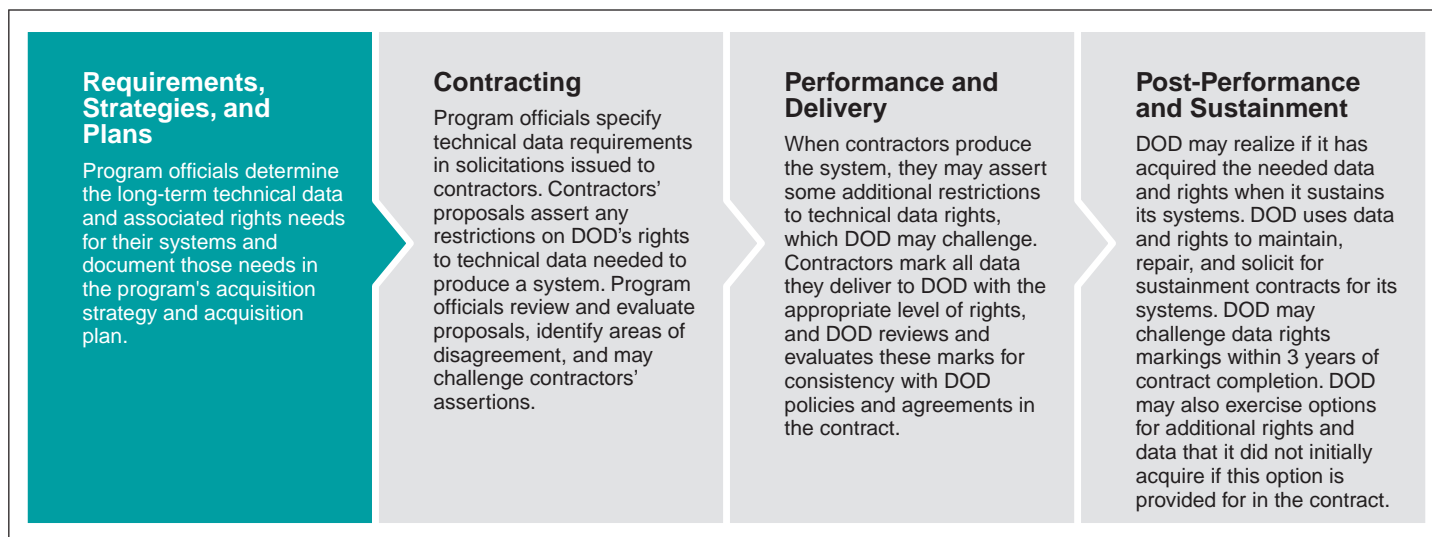 Requirements,
Strategies, and
Plans
Program officials determine
the long-term technical data
and associated rights needs
for their systems and
document those needs in
the program's acquisition
strategy and acquisition
plan.
Contracting
Program officials specify
technical data requirements
in solicitations issued to
contractors. Contractors’
proposals assert any
restrictions on DOD’s rights
to technical data needed to
produce a system. Program
officials review and evaluate
proposals, identify areas of
disagreement, and may
challenge contractors’
assertions.
Performance and
Delivery
When contractors produce
the system, they may assert
some additional restrictions
to technical data rights,
which DOD may challenge.
Contractors mark all data
they deliver to DOD with the
appropriate level of rights,
and DOD reviews and
evaluates these marks for
consistency with DOD
policies and agreements in
the contract.
Post-Performance
and Sustainment
DOD may realize if it has
acquired the needed data
and rights when it sustains
its systems. DOD uses data
and rights to maintain,
repair, and solicit for
sustainment contracts for its
systems. DOD may
challenge data rights
markings within 3 years of
contract completion. DOD
may also exercise options
for additional rights and
data that it did not initially
acquire if this option is
provided for in the contract.